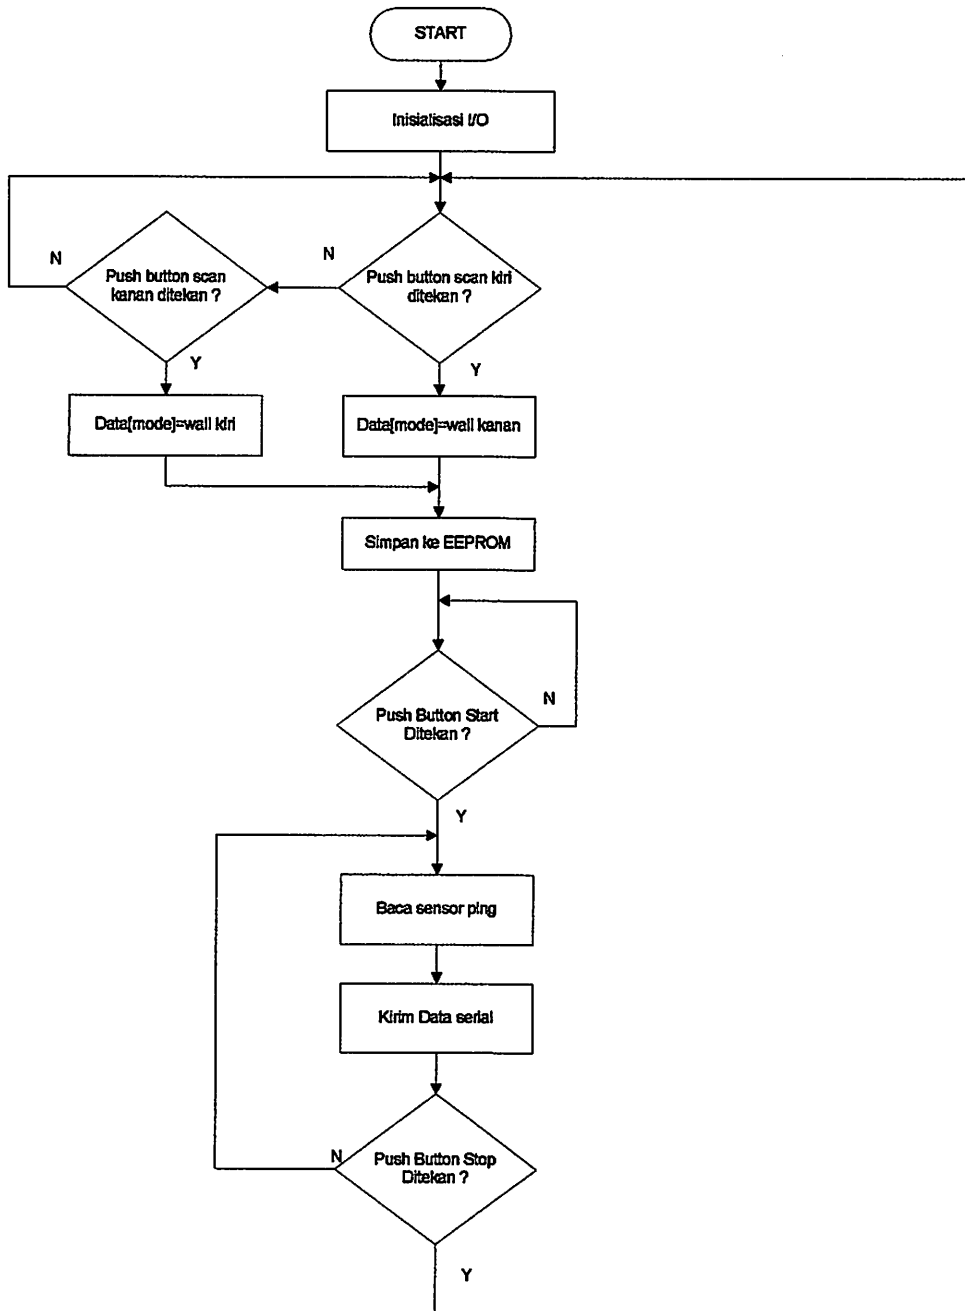 START
Inisialisasi I/O
N
Push button scan
kanan ditekan ?
N
Push button scan kiri
ditekan ?
Y
Y
Data[mode]=wall kiri
Data[mode]=wall kanan
Simpan ke EEPROM
Push Button Start
Ditekan ?
N
Y
Baca sensor ping
Kirim Data serial
N
Push Button Stop
Ditekan ?
Y